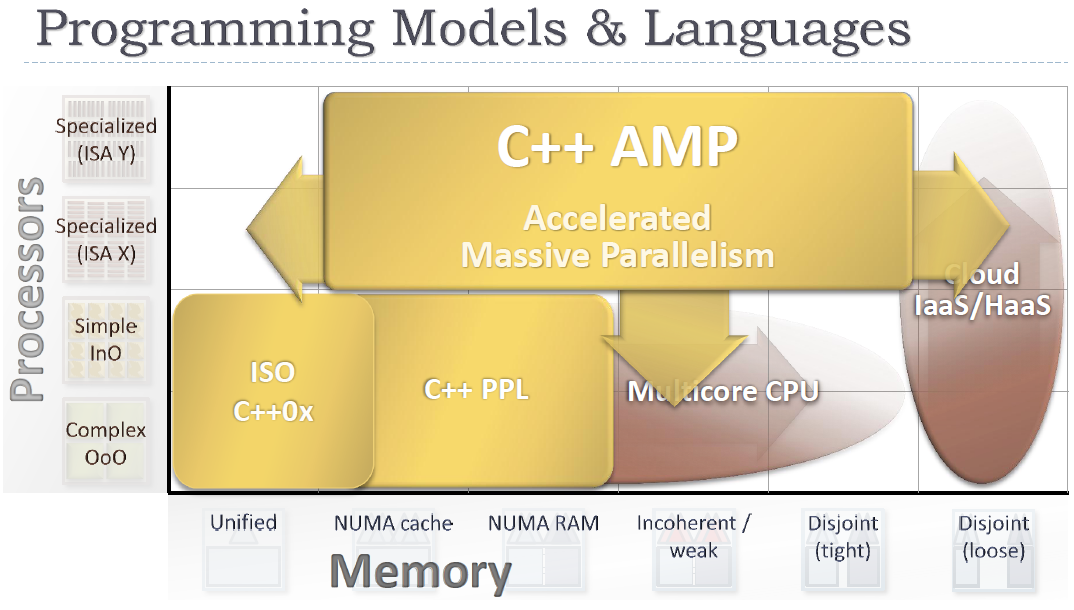 Programming Models & Languages
Processors
Specialized
(ISA Y)
Specialized
(ISA X)
Simple
InO
Complex
OoO
C++ AMP
Accelerated
Massive Parallelism
ISO
C++0x
C++ PPL
Multicore CPU
Cloud
IaaS/HaaS
Unified
NUMA cache
NUMA RAM
Incoherent /
weak
Disjoint
(tight)
Disjoint
(loose)
Memory